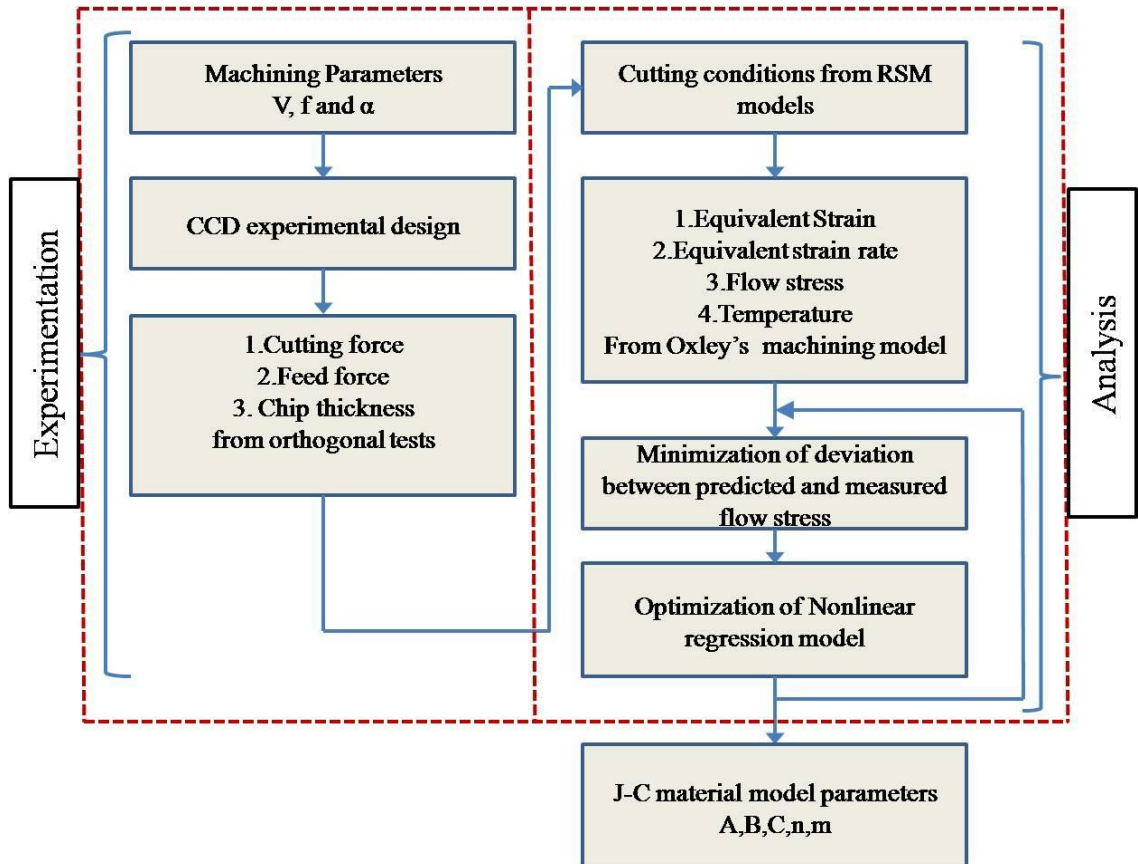 Experimentation
Machining Parameters
V, f and α
CCD experimental design
1.Cutting force
2.Feed force
3. Chip thickness
from orthogonal tests
Cutting conditions from RSM
models
1.Equivalent Strain
2.Equivalent strain rate
3.Flow stress
4.Temperature
From Oxley's machining model
Minimization of deviation
between predicted and measured
flow stress
Optimization of Nonlinear
regression model
Analysis
J-C material model parameters
A,B,C,n,m